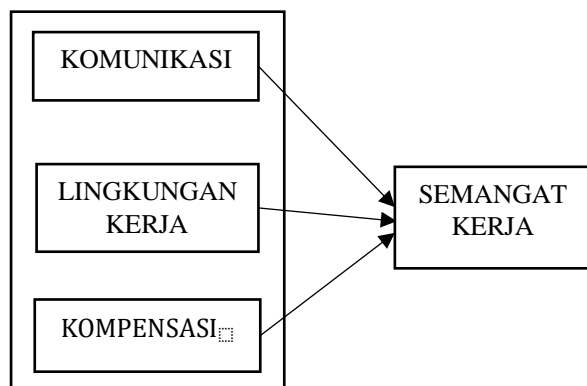 KOMUNIKASI
LINGKUNGAN
KERJA
KOMPENSASI
SEMANGAT
KERJA